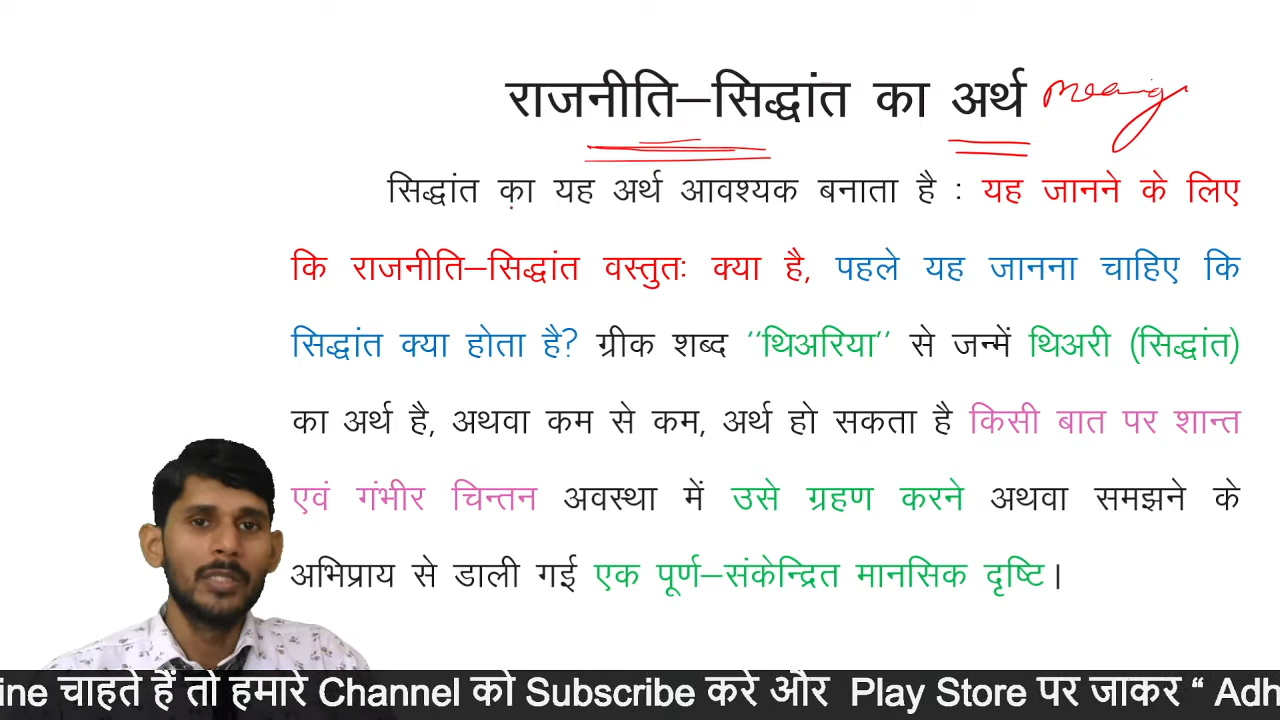 राजनीति–सिद्धांत का अर्थ meaning
सिद्धांत का यह अर्थ आवश्यक बनाता है : यह जानने के लिए
कि राजनीति–सिद्धांत वस्तुतः क्या है, पहले यह जानना चाहिए कि
सिद्धांत क्या होता है? ग्रीक शब्द ''थिअरिया'' से जन्में थिअरी (सिद्धांत)
का अर्थ है, अथवा कम से कम, अर्थ हो सकता है किसी बात पर शान्त
एवं गंभीर चिन्तन अवस्था में उसे ग्रहण करने अथवा समझने के
अभिप्राय से डाली गई एक पूर्ण–संकेन्द्रित मानसिक दृष्टि।
ine चाहते हैं तो हमारे Channel को Subscribe करे और Play Store पर जाकर “ Adh